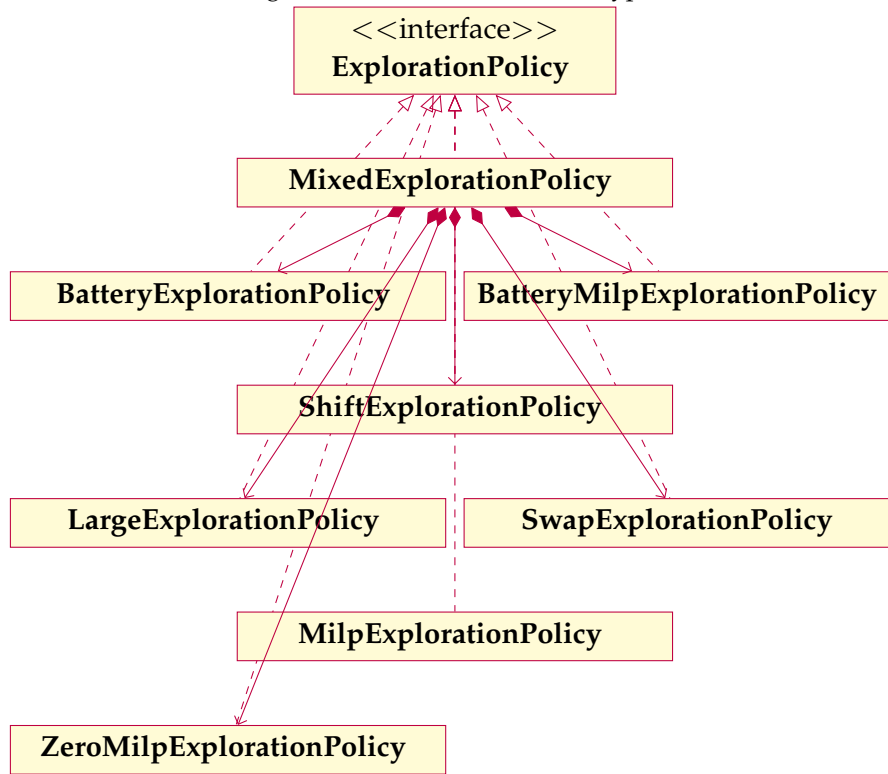 <<interface>>
ExplorationPolicy
MixedExplorationPolicy
BatteryExplorationPolicy
BatteryMilpExplorationPolicy
ShiftExplorationPolicy
LargeExplorationPolicy
SwapExplorationPolicy
MilpExplorationPolicy
ZeroMilpExplorationPolicy